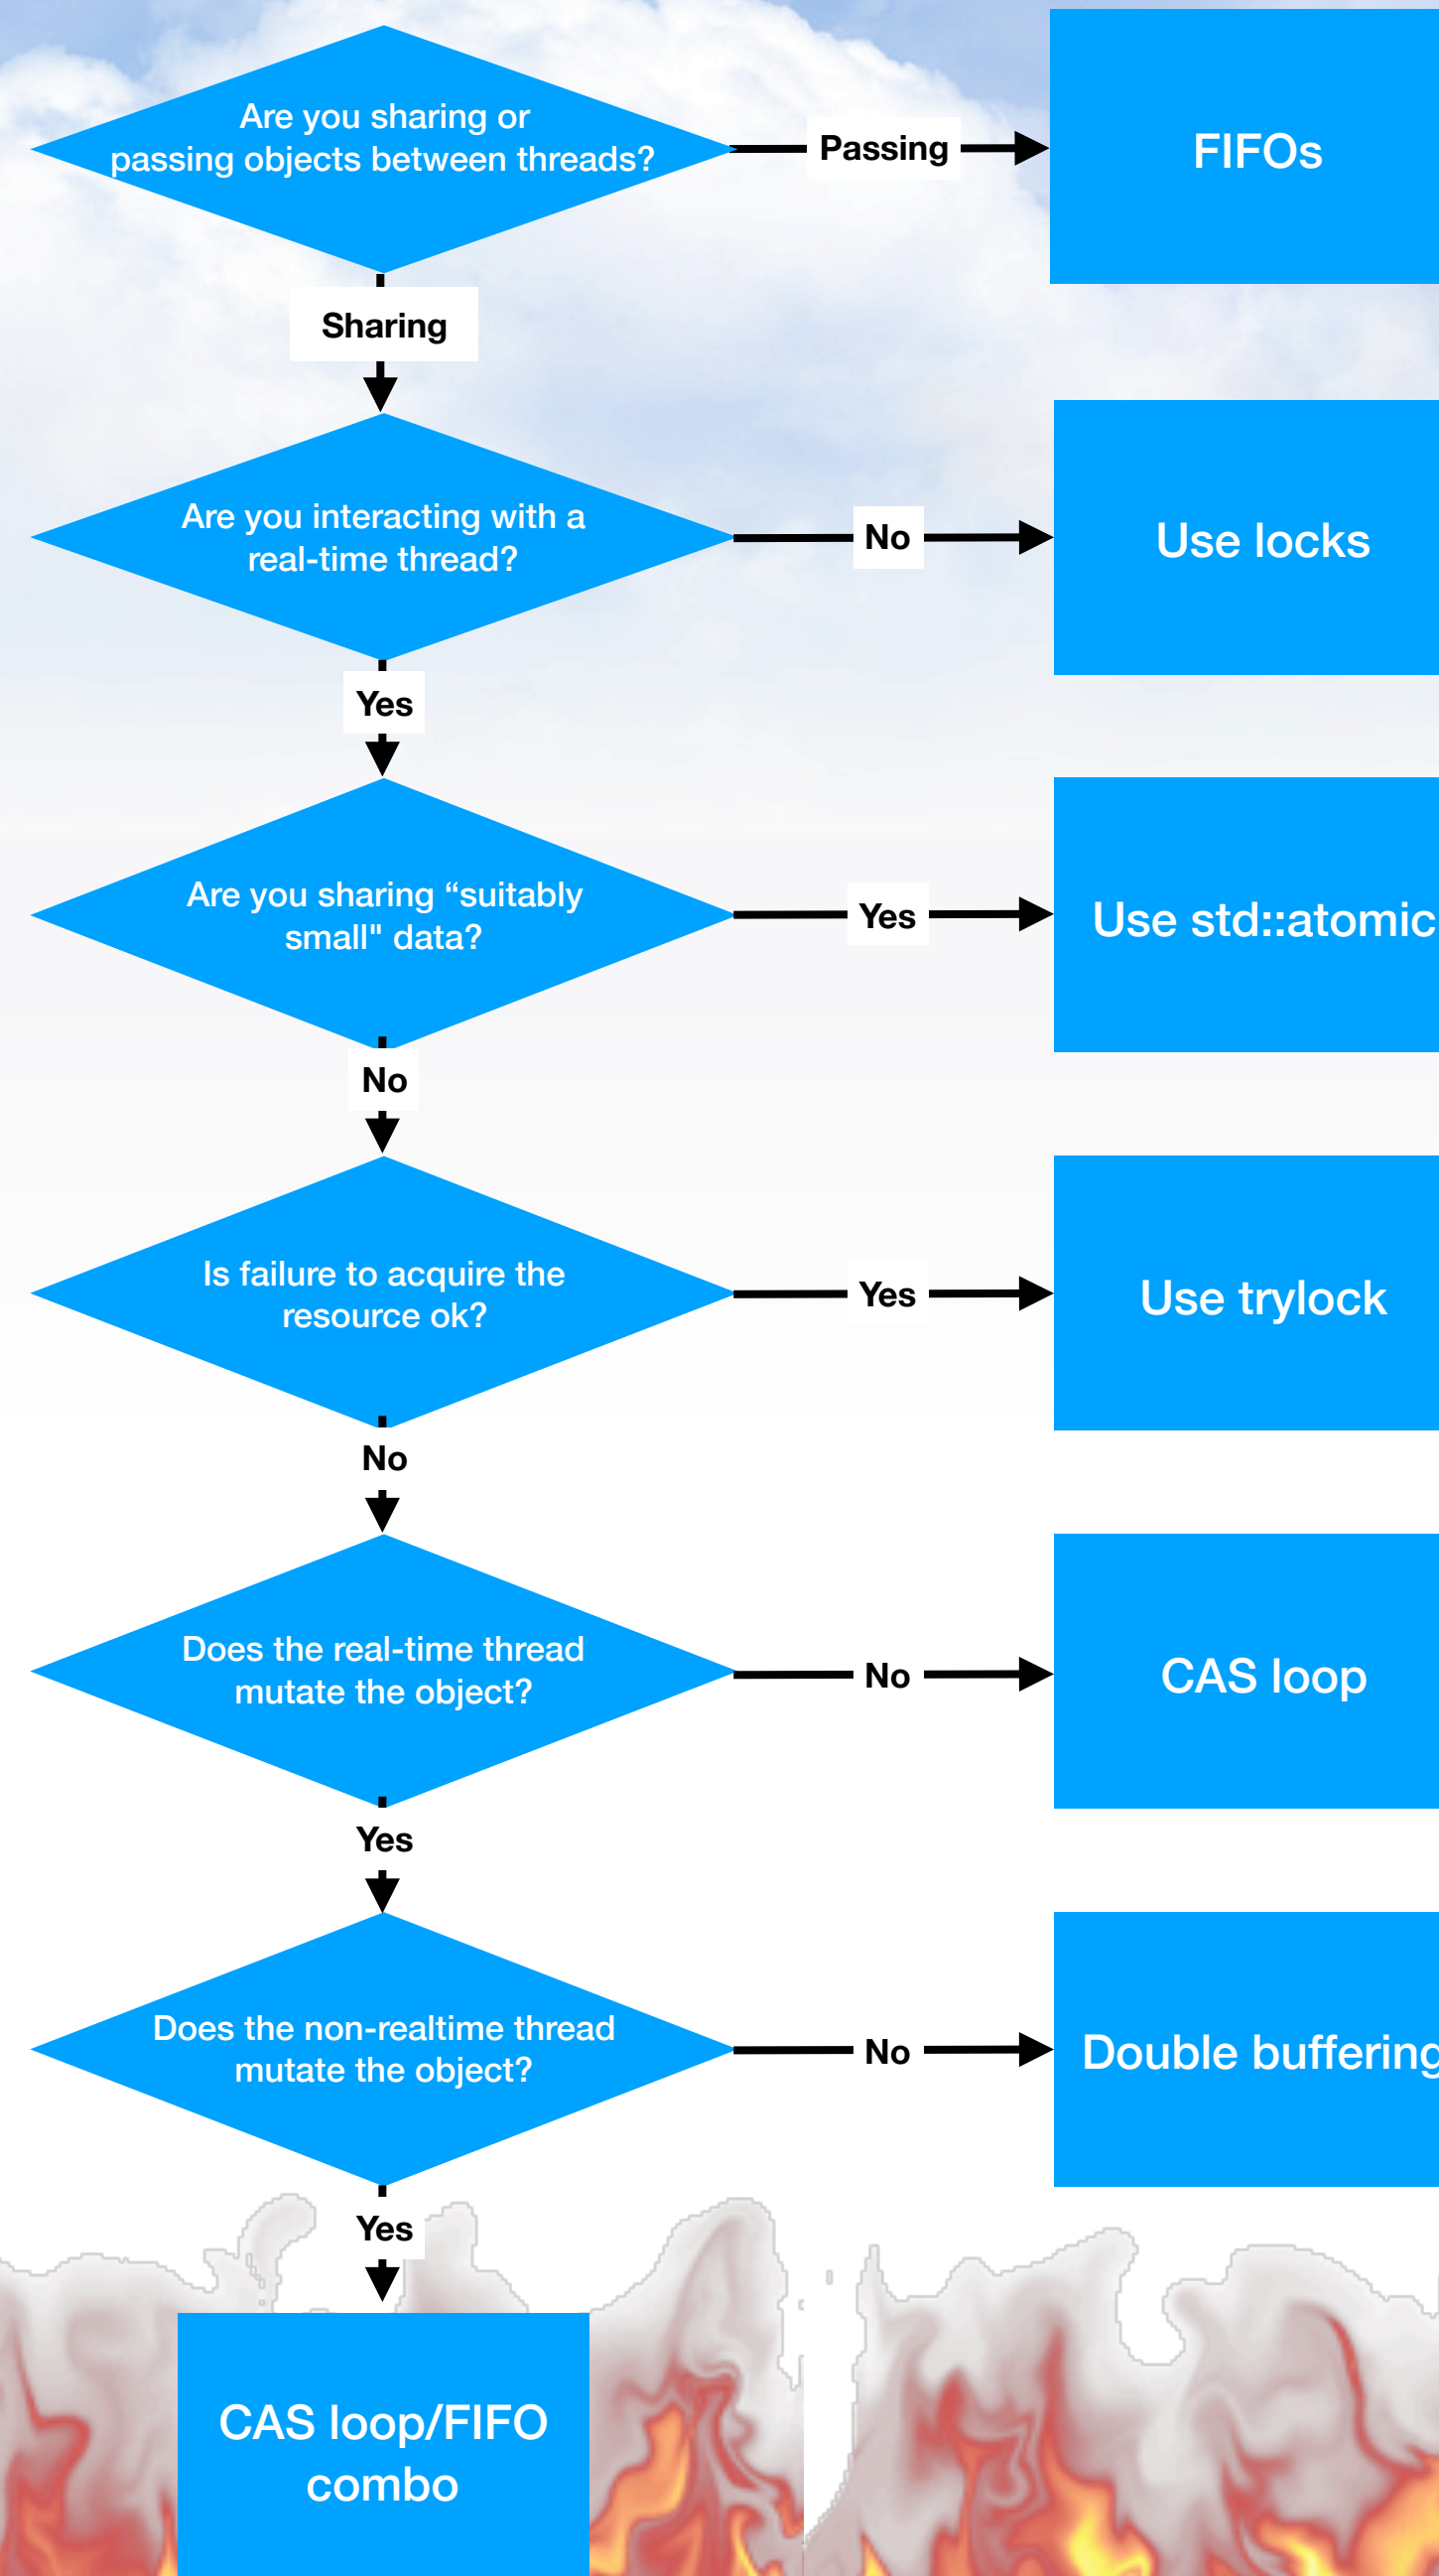 Are you sharing or
passing objects between threads?
Passing
FIFOs
Sharing
Are you interacting with a
real-time thread?
No
Use locks
Yes
Are you sharing “suitably
small" data?
Yes
Use std::atomic
No
Is failure to acquire the
resource ok?
Yes
Use trylock
No
Does the real-time thread
mutate the object?
No
CAS loop
Yes
Does the non-realtime thread
mutate the object?
No
Double buffering
Yes
CAS loop/FIFO
combo